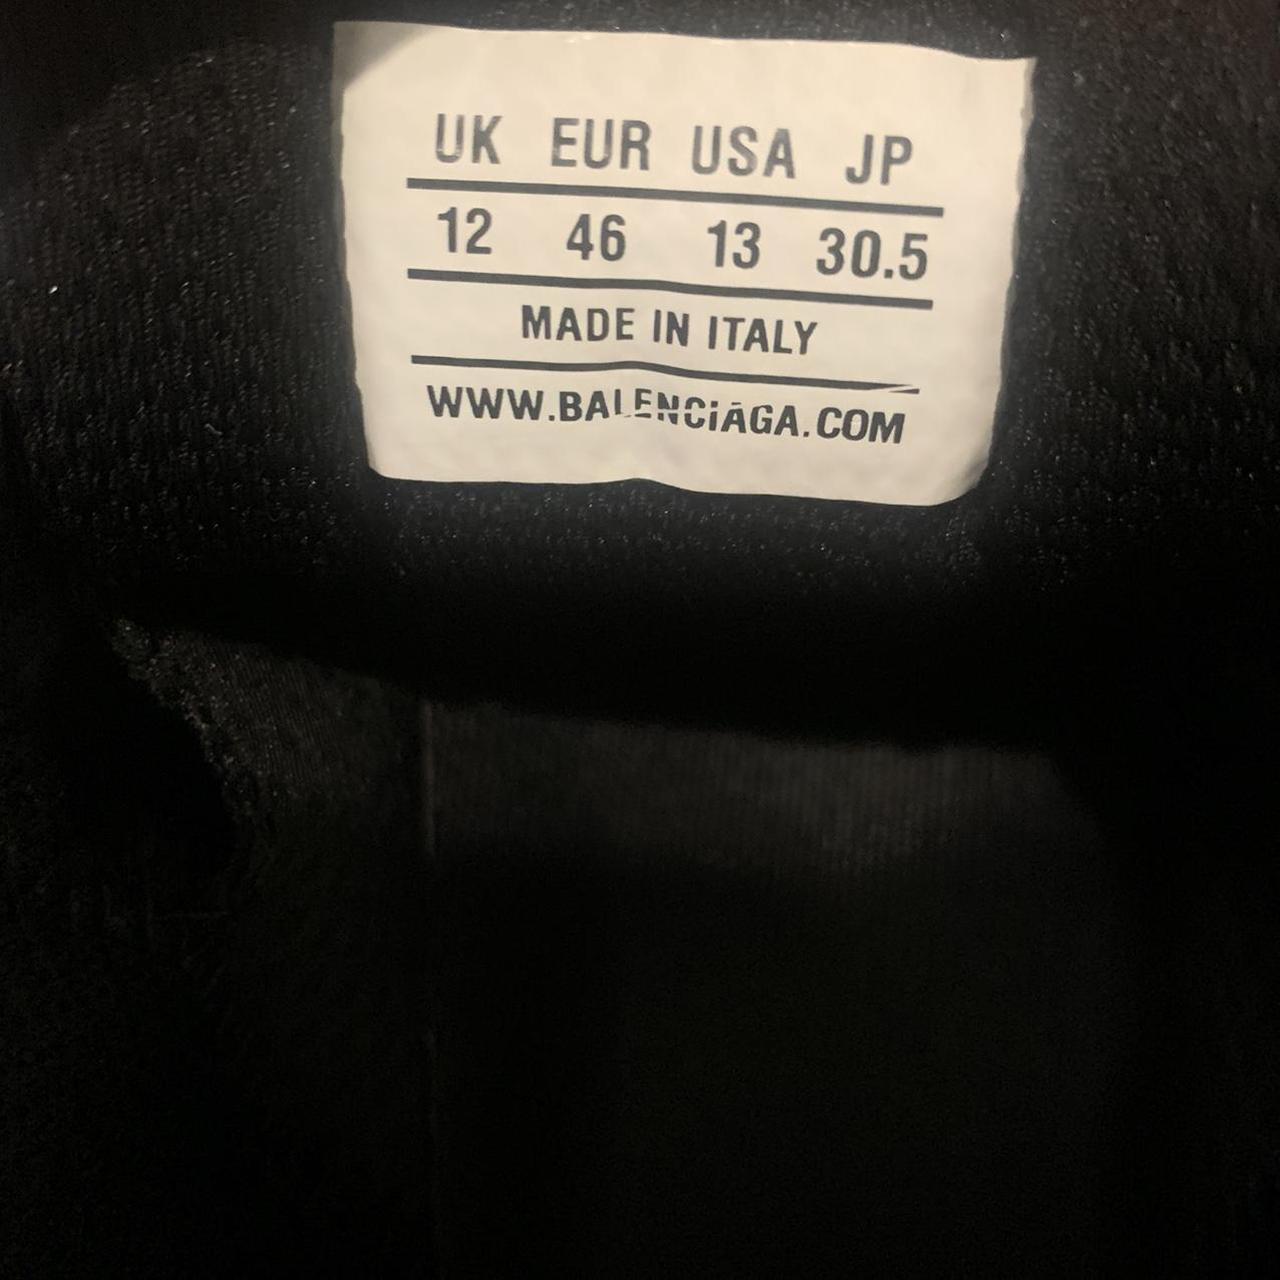 UK EUR USA JP
12 46 13 30.5
MADE IN ITALY
WWW.BALENCIAGA.COM